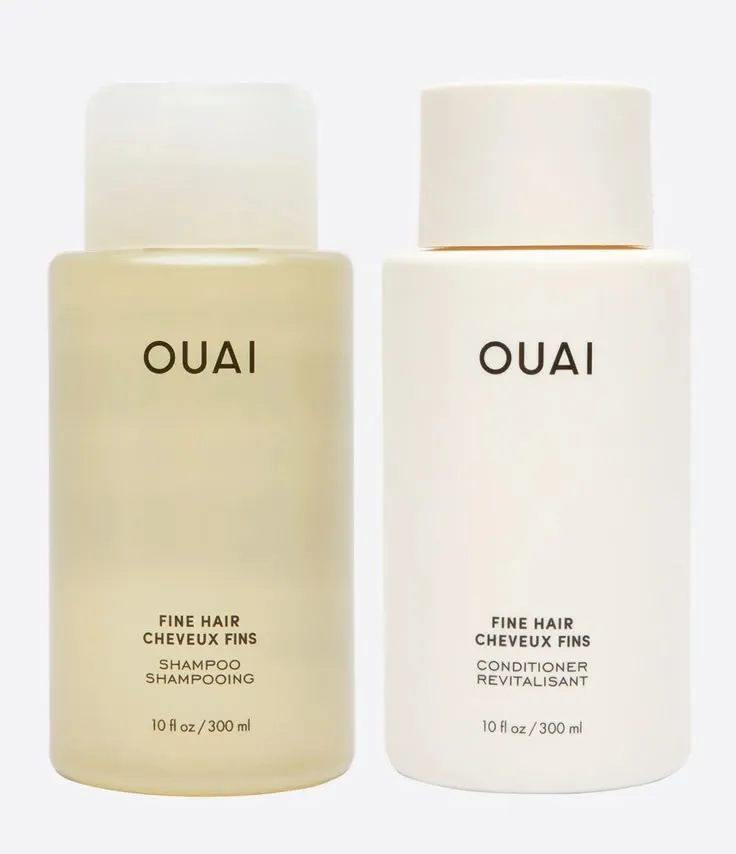 OUAI
FINE HAIR
CHEVEUX FINS
SHAMPOO
SHAMPOOING
10 fl oz / 300 ml
OUAI
FINE HAIR
CHEVEUX FINS
CONDITIONER
REVITALISANT
10 fl oz / 300 ml